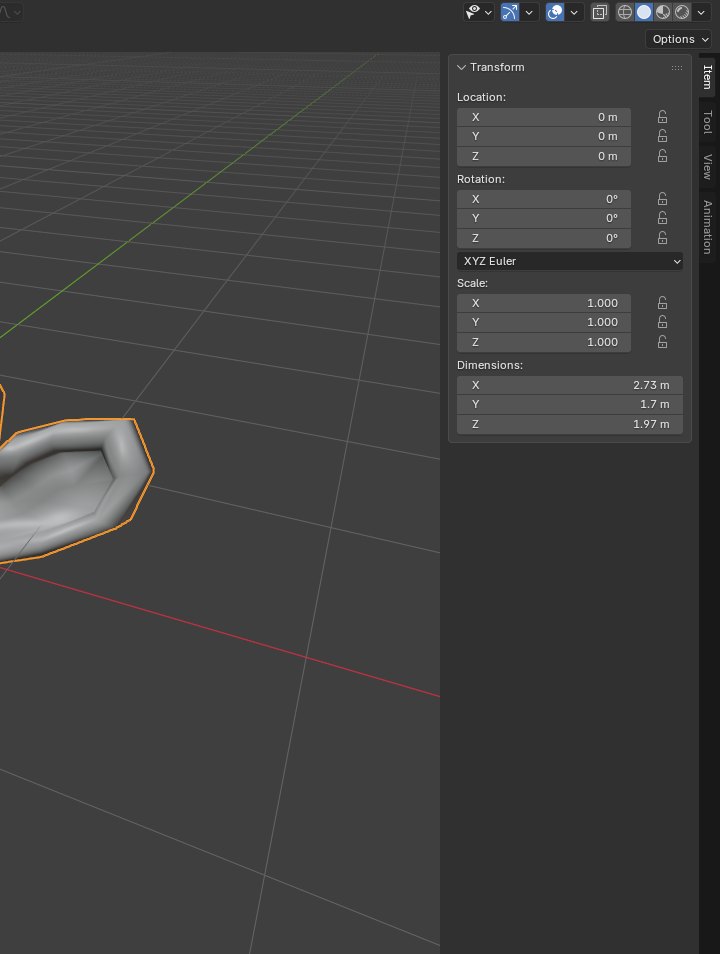 Options
Transform
Location:
X 0 m
Y 0 m
Z 0 m
Rotation:
X 0°
Y 0°
Z 0°
XYZ Euler
Scale:
X 1.000
Y 1.000
Z 1.000
Dimensions:
X 2.73 m
Y 1.7 m
Z 1.97 m
Item
Tool
View
Animation